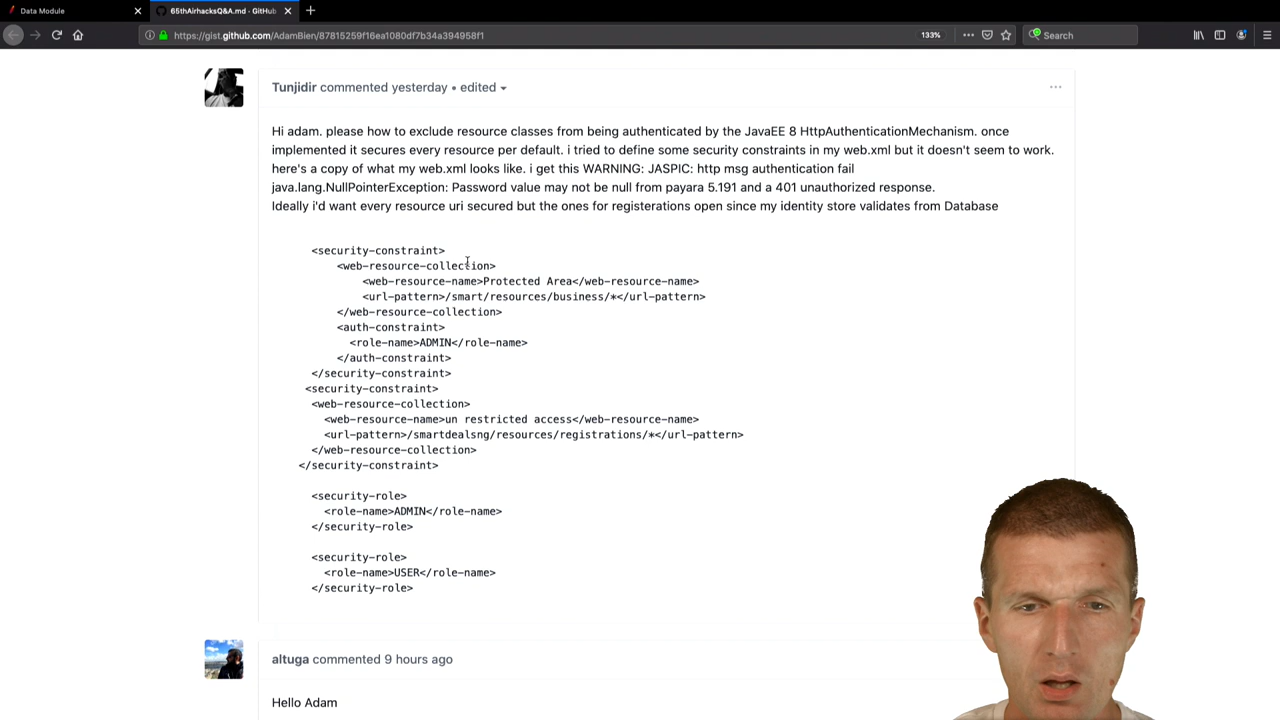 Data Module
65thAirhacksQ&A.md · GitHub
https://gist.github.com/AdamBien/87815259f16ea1080df7b34a394958f1
133%
Search
Tunjidir commented yesterday • edited
Hi adam. please how to exclude resource classes from being authenticated by the JavaEE 8 HttpAuthenticationMechanism. once
implemented it secures every resource per default. i tried to define some security constraints in my web.xml but it doesn't seem to work.
here's a copy of what my web.xml looks like. i get this WARNING: JASPIC: http msg authentication fail
java.lang.NullPointerException: Password value may not be null from payara 5.191 and a 401 unauthorized response.
Ideally i'd want every resource uri secured but the ones for registerations open since my identity store validates from Database
<security-constraint>
<web-resource-collection>
<web-resource-name>Protected Area</web-resource-name>
<url-pattern>/smart/resources/business/*</url-pattern>
</web-resource-collection>
<auth-constraint>
<role-name>ADMIN</role-name>
</auth-constraint>
</security-constraint>
<security-constraint>
<web-resource-collection>
<web-resource-name>un restricted access</web-resource-name>
<url-pattern>/smartdealsng/resources/registrations/*</url-pattern>
</web-resource-collection>
</security-constraint>
<security-role>
<role-name>ADMIN</role-name>
</security-role>
<security-role>
<role-name>USER</role-name>
</security-role>
altuga commented 9 hours ago
Hello Adam